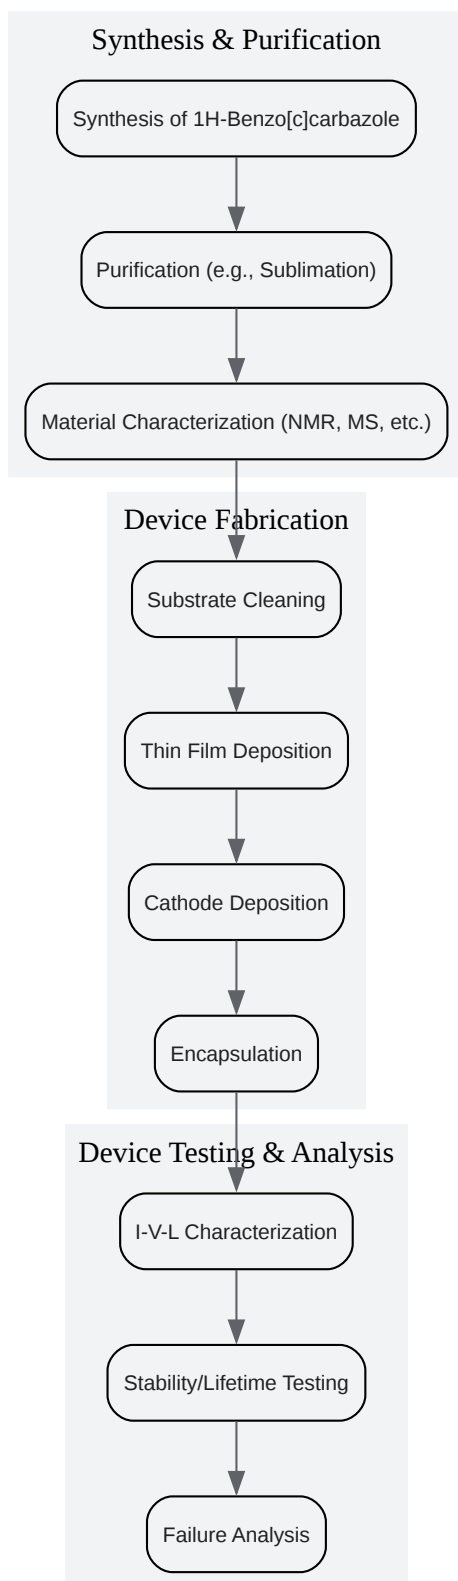 Synthesis & Purification
Synthesis of 1H-Benzo[c]carbazole
Purification (e.g., Sublimation)
Material Characterization (NMR, MS, etc.)
Device Fabrication
Substrate Cleaning
Thin Film Deposition
Cathode Deposition
Encapsulation
Device Testing & Analysis
I-V-L Characterization
Stability/Lifetime Testing
Failure Analysis